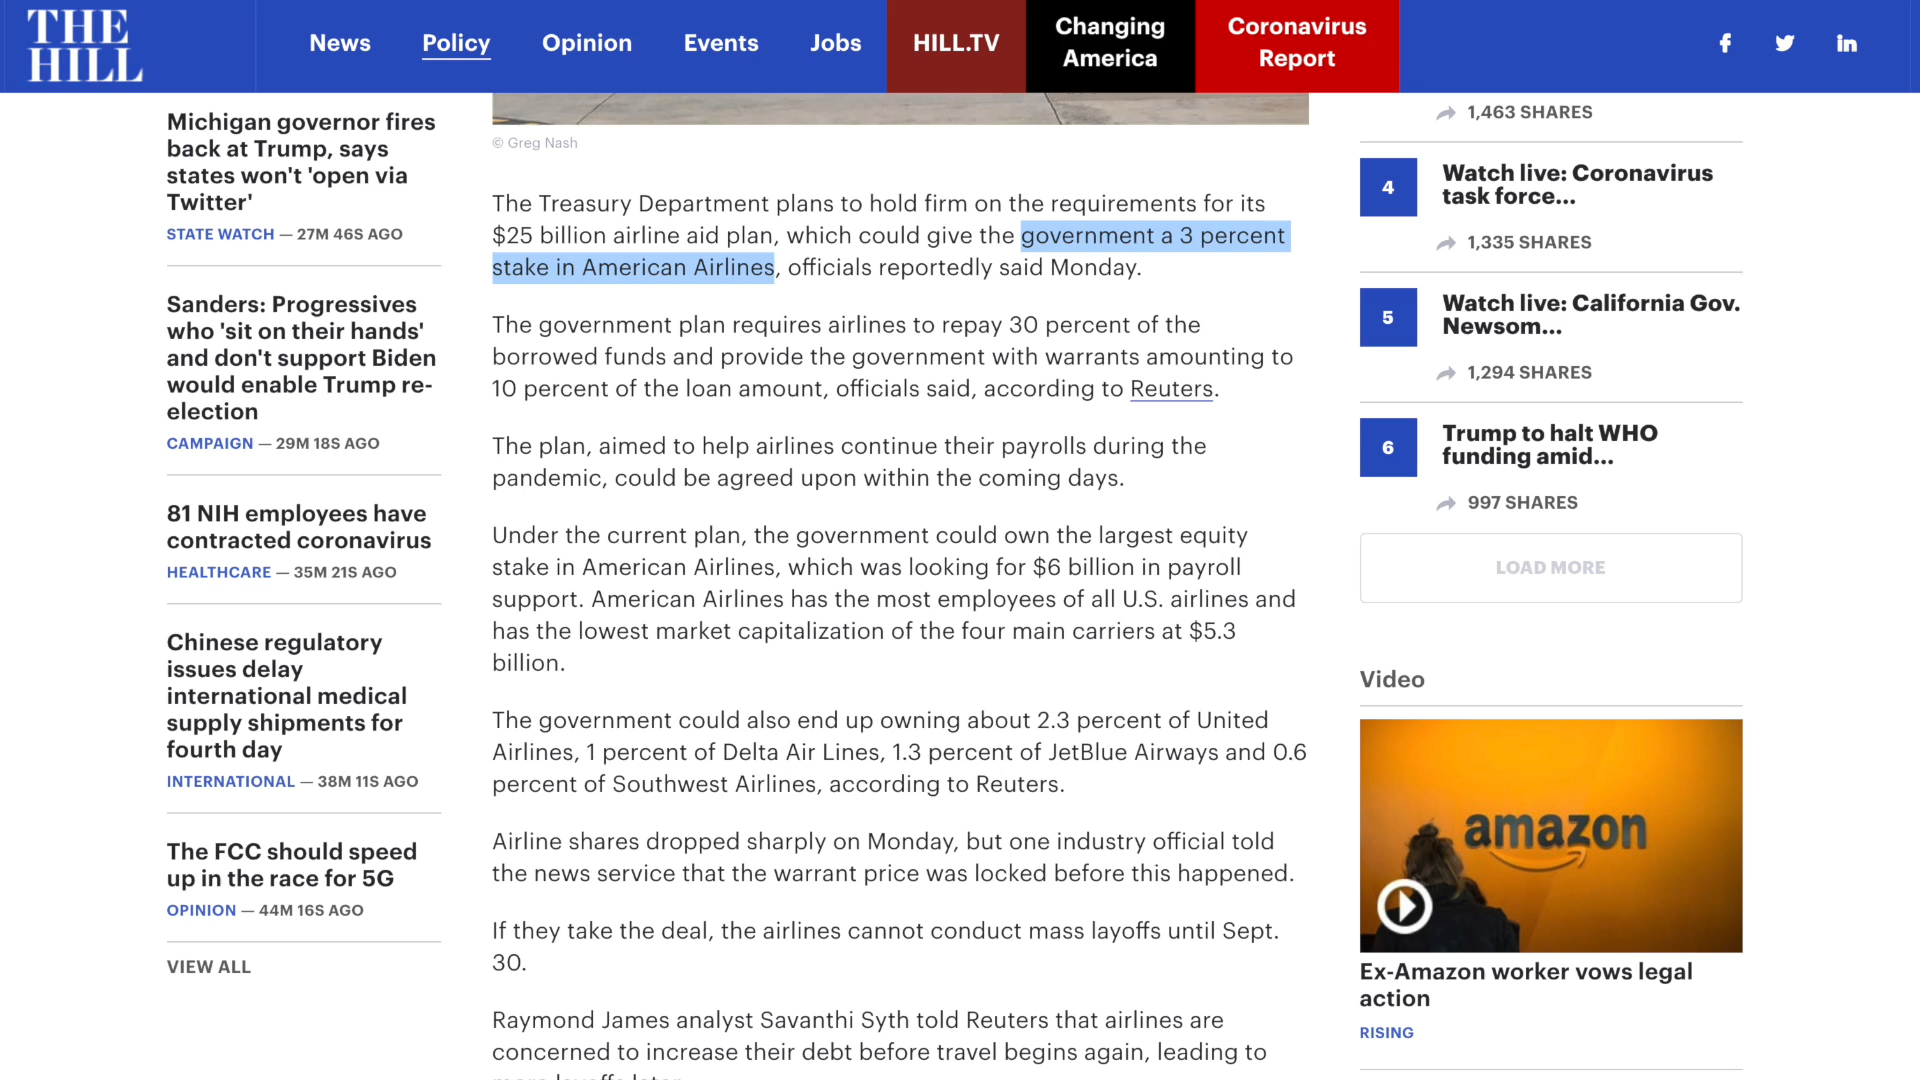 THE
HILL
News
Policy
Opinion
Events
Jobs
HILL.TV
Changing
America
Coronavirus
Report
Michigan governor fires
back at Trump, says
states won't 'open via
Twitter'
STATE WATCH — 27M 46S AGO
Sanders: Progressives
who 'sit on their hands'
and don't support Biden
would enable Trump re-
election
CAMPAIGN — 29M 18S AGO
81 NIH employees have
contracted coronavirus
HEALTHCARE — 35M 21S AGO
Chinese regulatory
issues delay
international medical
supply shipments for
fourth day
INTERNATIONAL — 38M 11S AGO
The FCC should speed
up in the race for 5G
OPINION — 44M 16S AGO
VIEW ALL
© Greg Nash
The Treasury Department plans to hold firm on the requirements for its
$25 billion airline aid plan, which could give the government a 3 percent
stake in American Airlines, officials reportedly said Monday.
The government plan requires airlines to repay 30 percent of the
borrowed funds and provide the government with warrants amounting to
10 percent of the loan amount, officials said, according to Reuters.
The plan, aimed to help airlines continue their payrolls during the
pandemic, could be agreed upon within the coming days.
Under the current plan, the government could own the largest equity
stake in American Airlines, which was looking for $6 billion in payroll
support. American Airlines has the most employees of all U.S. airlines and
has the lowest market capitalization of the four main carriers at $5.3
billion.
The government could also end up owning about 2.3 percent of United
Airlines, 1 percent of Delta Air Lines, 1.3 percent of JetBlue Airways and 0.6
percent of Southwest Airlines, according to Reuters.
Airline shares dropped sharply on Monday, but one industry official told
the news service that the warrant price was locked before this happened.
If they take the deal, the airlines cannot conduct mass layoffs until Sept.
30.
Raymond James analyst Savanthi Syth told Reuters that airlines are
concerned to increase their debt before travel begins again, leading to
more layoffs later.
1,463 SHARES
4
Watch live: Coronavirus
task force...
1,335 SHARES
5
Watch live: California Gov.
Newsom...
1,294 SHARES
6
Trump to halt WHO
funding amid...
997 SHARES
LOAD MORE
Video
amazon
Ex-Amazon worker vows legal
action
RISING